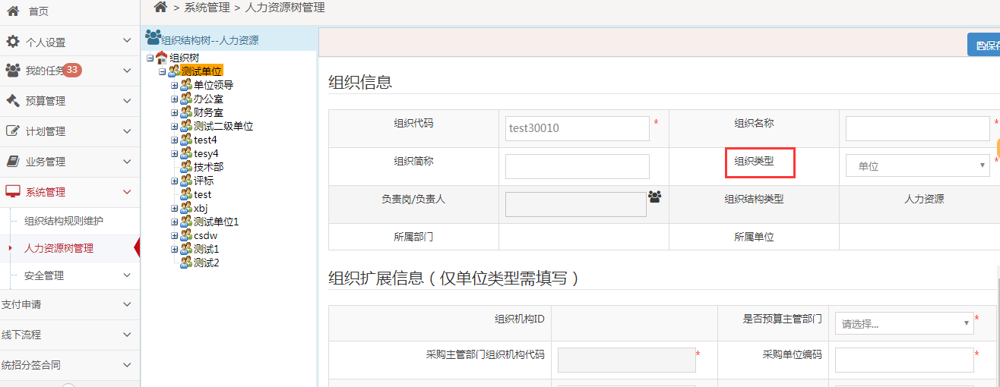 首页
个人设置
我的任务 33
预算管理
计划管理
业务管理
系统管理
组织结构规则维护
人力资源树管理
安全管理
支付申请
线下流程
统招分签合同
> 系统管理 > 人力资源树管理
组织结构树--人力资源
组织树
测试单位
单位领导
办公室
财务室
测试二级单位
test4
tesy4
技术部
评标
test
xbj
测试单位1
csdw
测试1
测试2
保存
组织信息
组织代码 test30010 * 组织名称 *
组织简称 组织类型 单位 *
负责岗/负责人 组织结构类型 人力资源
所属部门 所属单位
组织扩展信息（仅单位类型需填写）
组织机构ID 是否预算主管部门 请选择... *
采购主管部门组织机构代码 * 采购单位编码 *